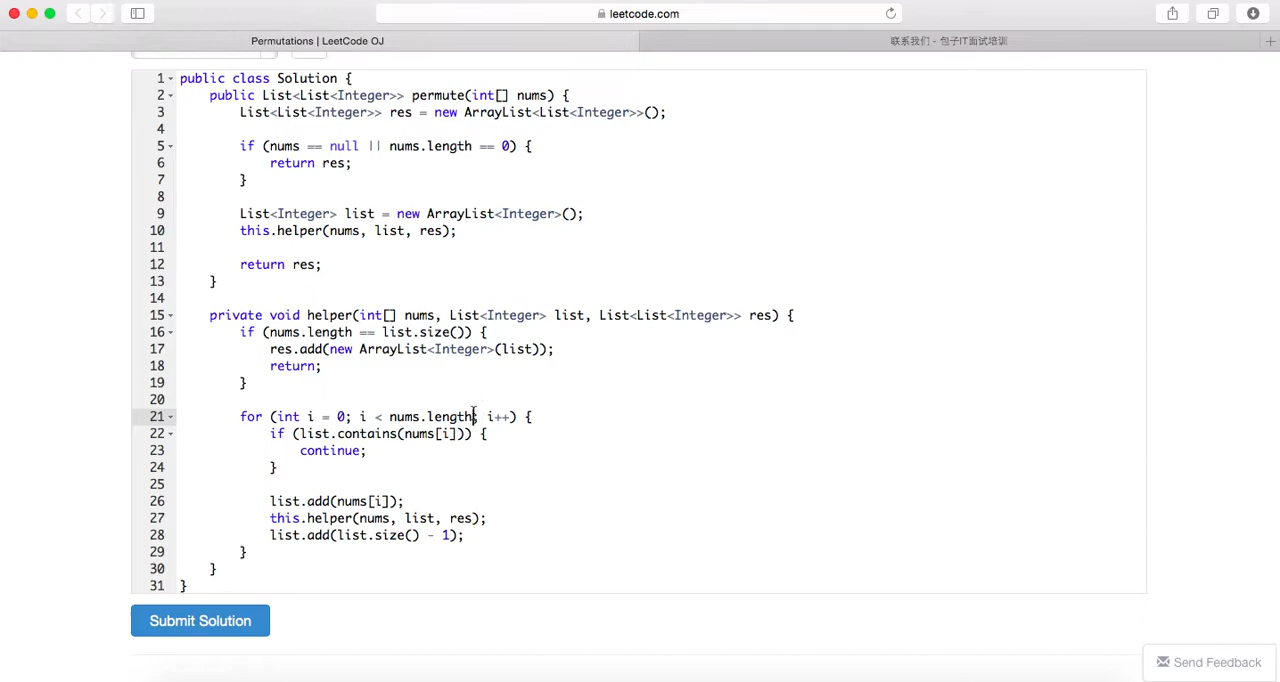 leetcode.com
Permutations | LeetCode OJ
联系我们 - 包子IT面试培训
1 public class Solution {
2 public List<List<Integer>> permute(int[] nums) {
3 List<List<Integer>> res = new ArrayList<List<Integer>>();
4
5 if (nums == null || nums.length == 0) {
6 return res;
7 }
8
9 List<Integer> list = new ArrayList<Integer>();
10 this.helper(nums, list, res);
11
12 return res;
13 }
14
15 private void helper(int[] nums, List<Integer> list, List<List<Integer>> res) {
16 if (nums.length == list.size()) {
17 res.add(new ArrayList<Integer>(list));
18 return;
19 }
20
21 for (int i = 0; i < nums.length; i++) {
22 if (list.contains(nums[i])) {
23 continue;
24 }
25
26 list.add(nums[i]);
27 this.helper(nums, list, res);
28 list.add(list.size() - 1);
29 }
30 }
31 }
Submit Solution
Send Feedback